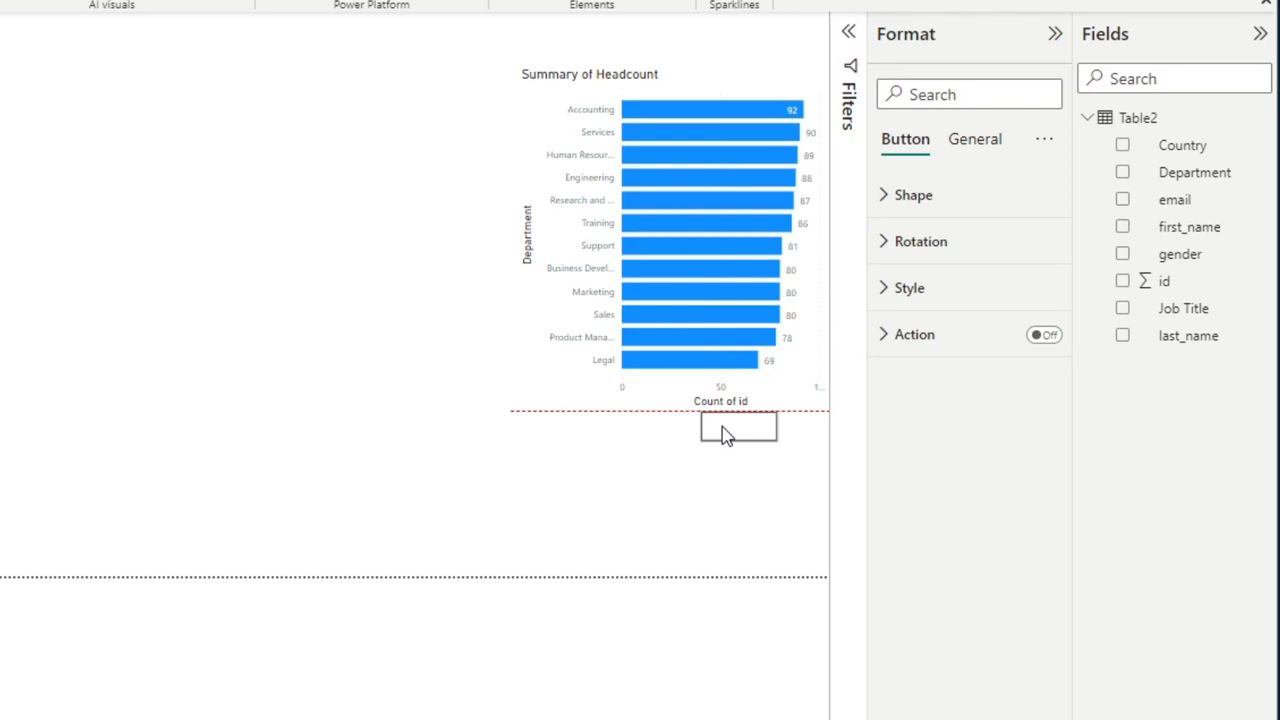 AI visuals
Power Platform
Elements
Sparklines
Summary of Headcount
Department
Accounting 92
Services 90
Human Resour... 89
Engineering 88
Research and ... 87
Training 86
Support 81
Business Devel... 80
Marketing 80
Sales 80
Product Mana... 78
Legal 69
0 50 1...
Count of id
Filters
Format
Search
Button General ...
Shape
Rotation
Style
Action Off
Fields
Search
Table2
Country
Department
email
first_name
gender
Σ id
Job Title
last_name